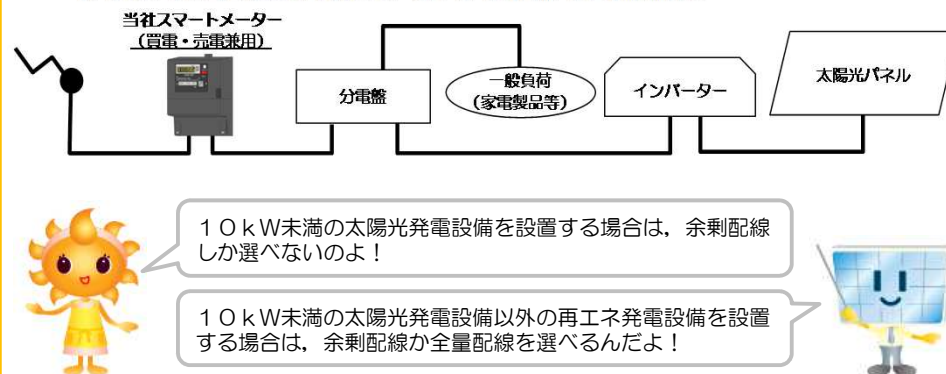 当社スマートメーター
（買電・売電兼用）
分電盤
一般負荷
（家電製品等）
インバーター
太陽光パネル
１０ｋＷ未満の太陽光発電設備を設置する場合は，余剰配線
しか選べないのよ！
１０ｋＷ未満の太陽光発電設備以外の再エネ発電設備を設置
する場合は，余剰配線か全量配線を選べるんだよ！